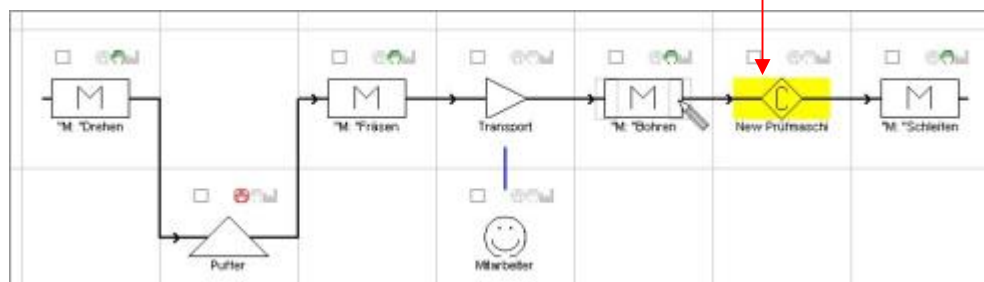 M
M
M
C
M
"M: "Drehen
"M: "Fräsen
Transport
"M: "Bohren
New Prüfmaschi
"M: "Schleifen
Puffer
Mitarbeiter